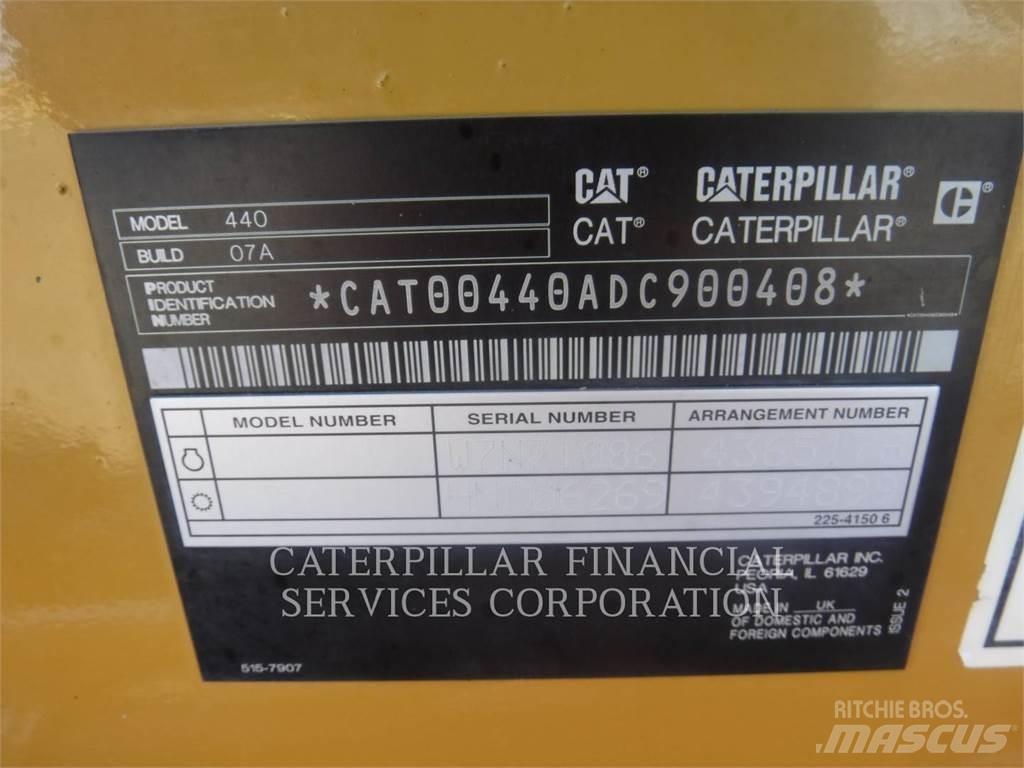 CAT® CATERPILLAR®
CAT® CATERPILLAR®
MODEL 440
BUILD 07A
PRODUCT IDENTIFICATION NUMBER *CAT00440ADC900408*
MODEL NUMBER SERIAL NUMBER ARRANGEMENT NUMBER
225-4150 6
CATERPILLAR INC.
PEORIA, IL 61629
USA
MADE IN UK
OF DOMESTIC AND
FOREIGN COMPONENTS
ISSUE 2
515-7907
CATERPILLAR FINANCIAL
SERVICES CORPORATION
RITCHIE BROS.
MASCUS